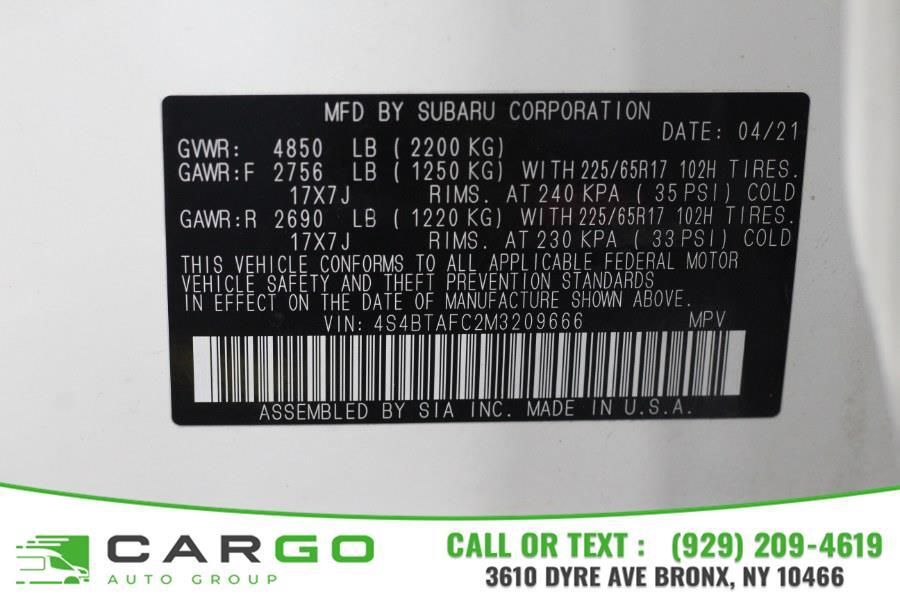 MFD BY SUBARU CORPORATION
DATE: 04/21
GVWR: 4850 LB ( 2200 KG)
GAWR:F 2756 LB ( 1250 KG) WITH 225/65R17 102H TIRES.
17X7J RIMS. AT 240 KPA ( 35 PSI) COLD
GAWR:R 2690 LB ( 1220 KG) WITH 225/65R17 102H TIRES.
17X7J RIMS. AT 230 KPA ( 33 PSI) COLD
THIS VEHICLE CONFORMS TO ALL APPLICABLE FEDERAL MOTOR
VEHICLE SAFETY AND THEFT PREVENTION STANDARDS
IN EFFECT ON THE DATE OF MANUFACTURE SHOWN ABOVE.
VIN: 4S4BTAFC2M3209666 MPV
ASSEMBLED BY SIA INC. MADE IN U.S.A.
CARGO
AUTO GROUP
CALL OR TEXT : (929) 209-4619
3610 DYRE AVE BRONX, NY 10466